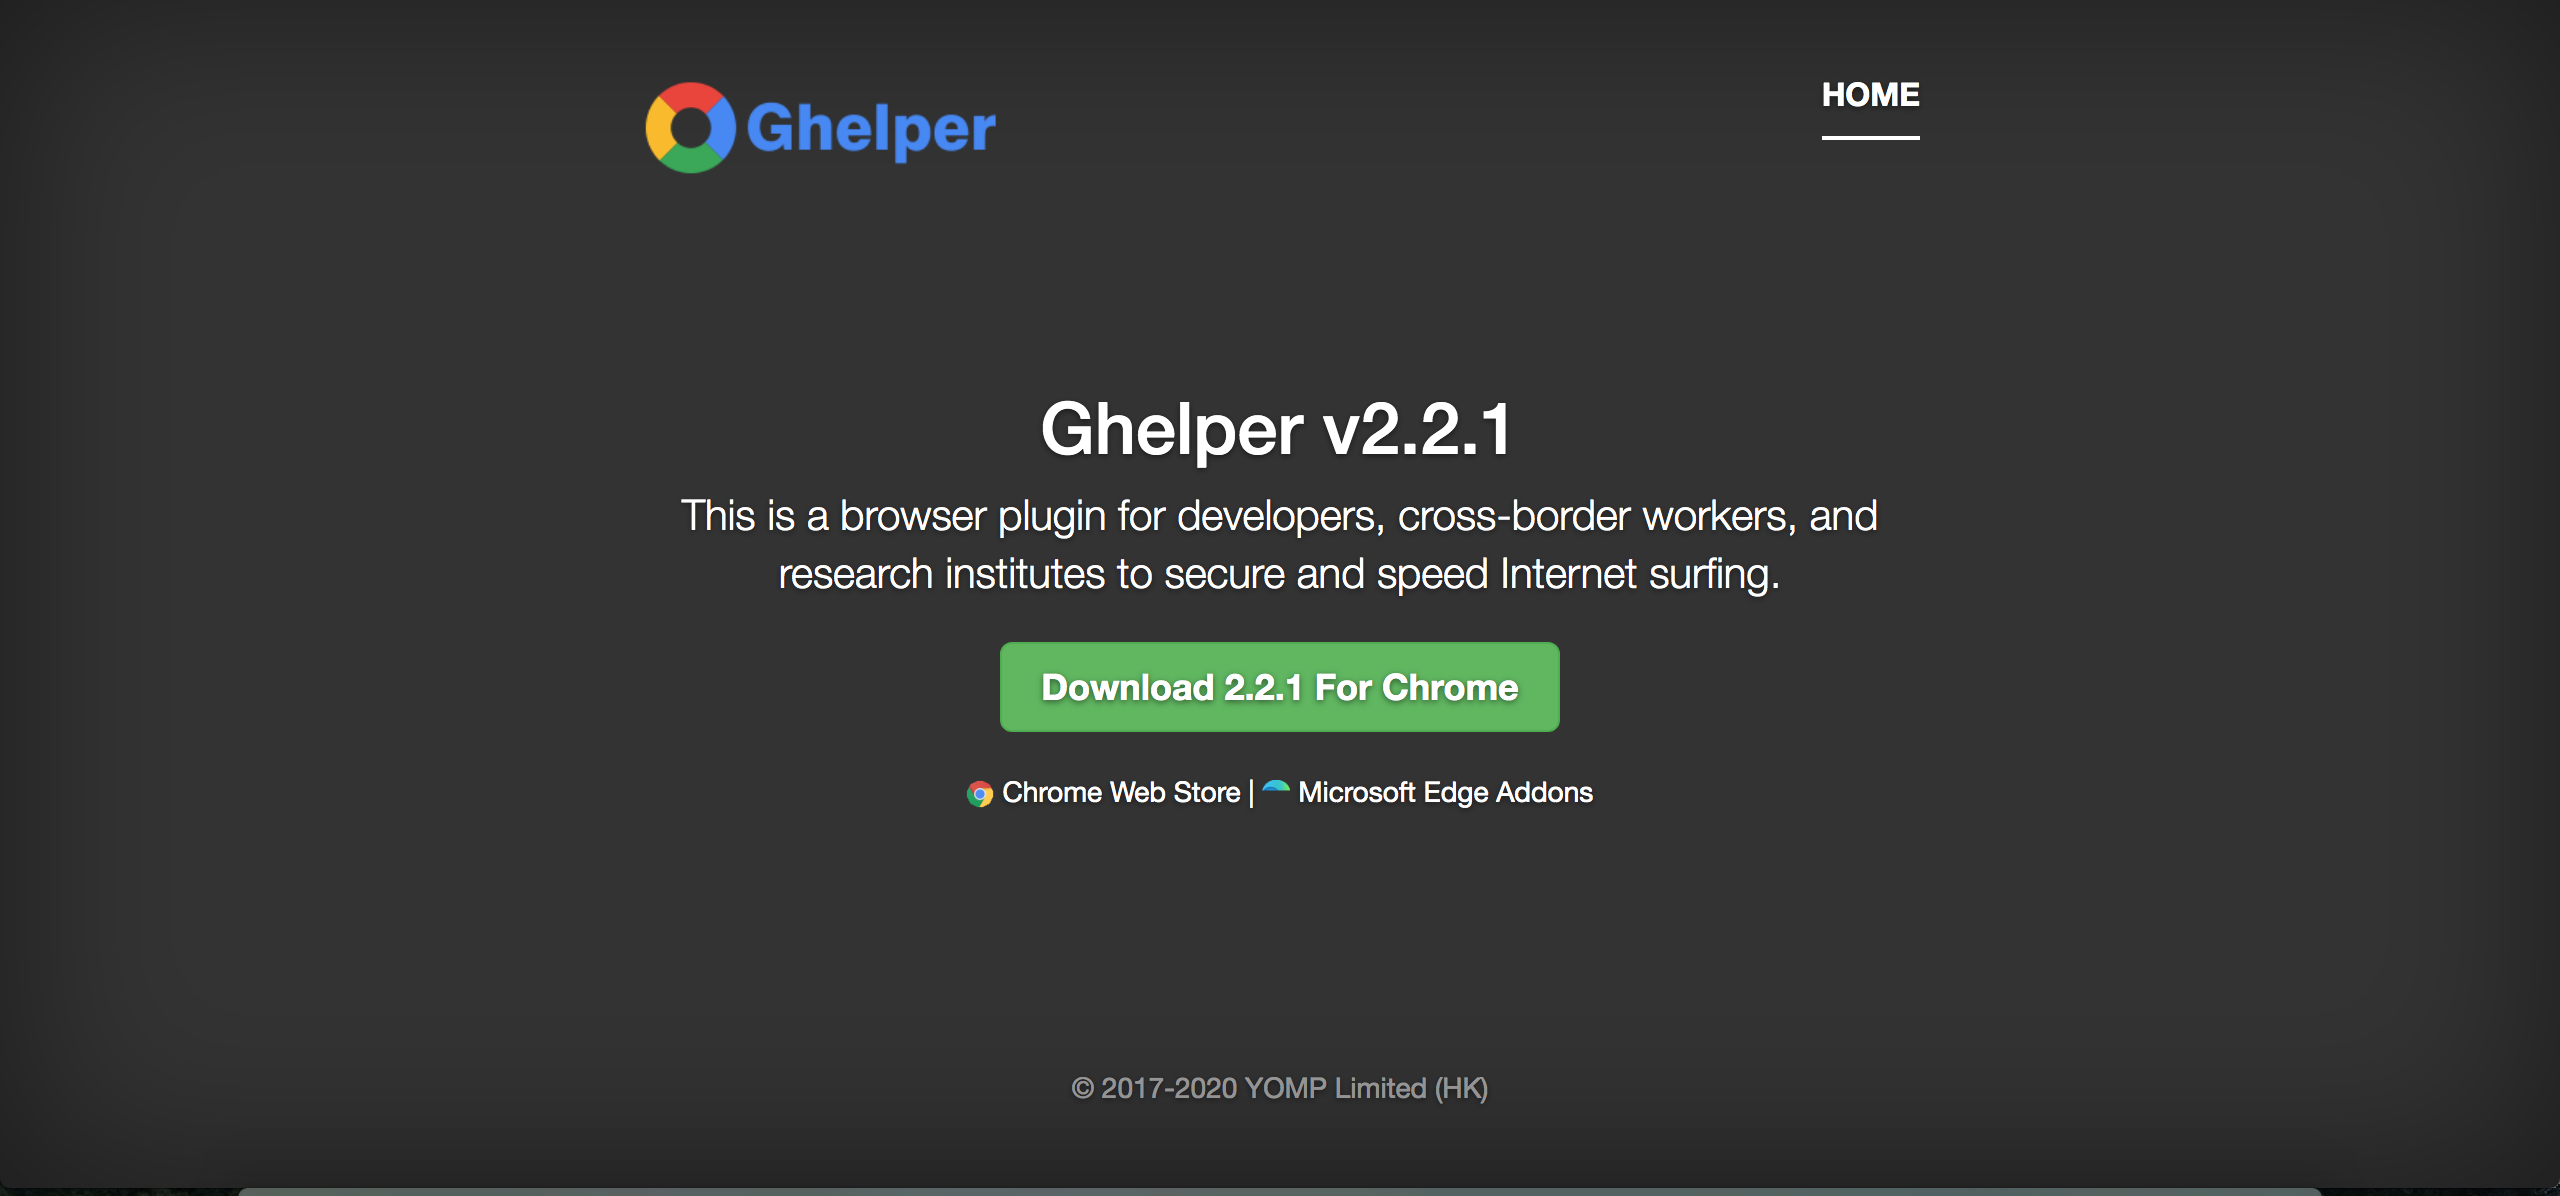 Ghelper
HOME
Ghelper v2.2.1
This is a browser plugin for developers, cross-border workers, and
research institutes to secure and speed Internet surfing.
Download 2.2.1 For Chrome
Chrome Web Store | Microsoft Edge Addons
© 2017-2020 YOMP Limited (HK)